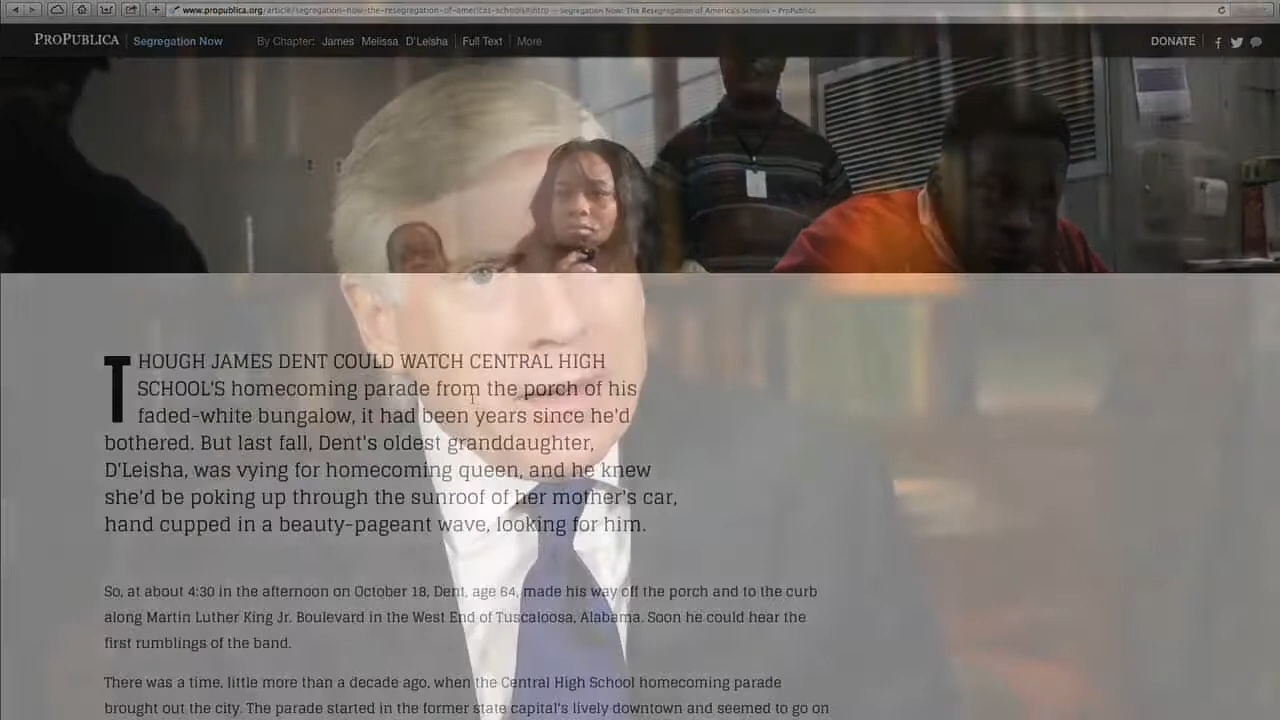 www.propublica.org/article/segregation-now-the-resegregation-of-americas-schools#intro — Segregation Now: The Resegregation of America's Schools – ProPublica
PROPUBLICA | Segregation Now By Chapter: James Melissa D'Leisha | Full Text | More DONATE
THOUGH JAMES DENT COULD WATCH CENTRAL HIGH
SCHOOL'S homecoming parade from the porch of his
faded-white bungalow, it had been years since he'd
bothered. But last fall, Dent's oldest granddaughter,
D'Leisha, was vying for homecoming queen, and he knew
she'd be poking up through the sunroof of her mother's car,
hand cupped in a beauty-pageant wave, looking for him.
So, at about 4:30 in the afternoon on October 18, Dent, age 64, made his way off the porch and to the curb
along Martin Luther King Jr. Boulevard in the West End of Tuscaloosa, Alabama. Soon he could hear the
first rumblings of the band.
There was a time, little more than a decade ago, when the Central High School homecoming parade
brought out the city. The parade started in the former state capital's lively downtown and seemed to go on